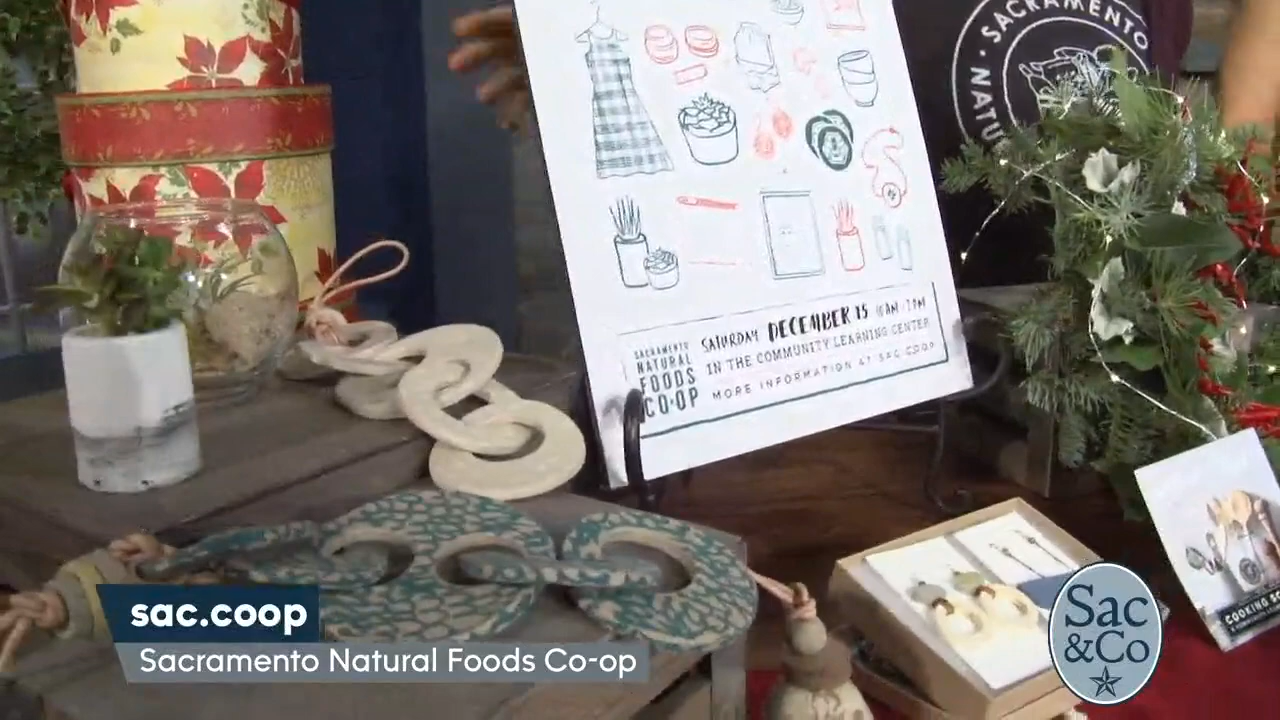 SACRAMENTO
NATU
SATURDAY DECEMBER 15 10AM-2PM
IN THE COMMUNITY LEARNING CENTER
MORE INFORMATION AT SAC.COOP
SACRAMENTO
NATURAL
FOODS
CO·OP
COOKING
sac.coop
Sacramento Natural Foods Co-op
Sac
&Co